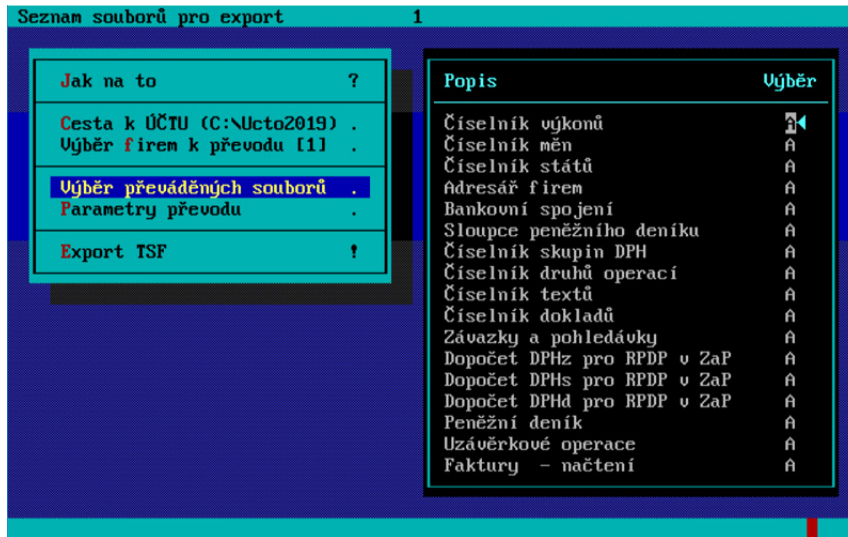 Seznam souborů pro export 1
Jak na to ?
Cesta k ÚČTU (C:\Ucto2019) .
Výběr firem k převodu [1] .
Výběr převáděných souborů .
Parametry převodu .
Export TSF !
Popis Výběr
Číselník výkonů A
Číselník měn A
Číselník států A
Adresář firem A
Bankovní spojení A
Sloupce peněžního deníku A
Číselník skupin DPH A
Číselník druhů operací A
Číselník textů A
Číselník dokladů A
Závazky a pohledávky A
Dopočet DPHz pro RPDP v ZaP A
Dopočet DPHs pro RPDP v ZaP A
Dopočet DPHd pro RPDP v ZaP A
Peněžní deník A
Uzávěrkové operace A
Faktury - načtení A